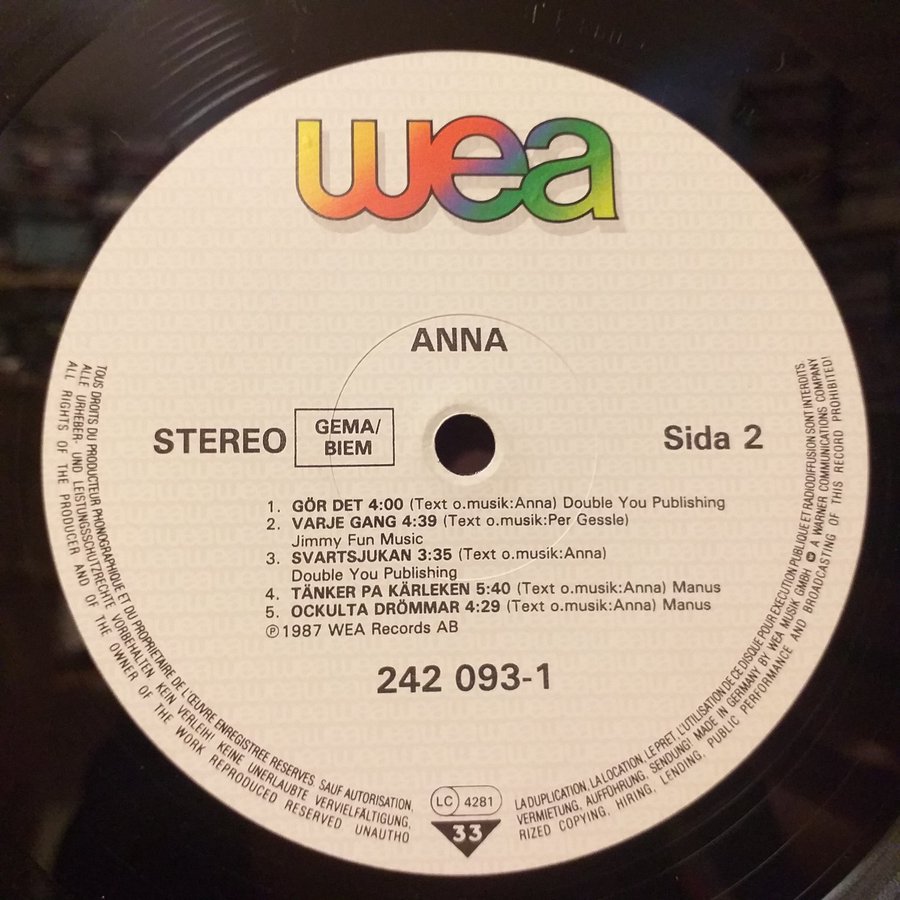 wea
ANNA
STEREO
GEMA/
BIEM
Sida 2
1. GÖR DET 4:00 (Text o.musik:Anna) Double You Publishing
2. VARJE GANG 4:39 (Text o.musik:Per Gessle)
Jimmy Fun Music
3. SVARTSJUKAN 3:35 (Text o.musik:Anna)
Double You Publishing
4. TÄNKER PA KÄRLEKEN 5:40 (Text o.musik:Anna) Manus
5. OCKULTA DRÖMMAR 4:29 (Text o.musik:Anna) Manus
℗ 1987 WEA Records AB
242 093-1
TOUS DROITS DU PRODUCTEUR PHONOGRAPHIQUE ET DU PROPRIETAIRE DE L'ŒUVRE ENREGISTREE RESERVES. SAUF AUTORISATION,
ALLE URHEBER- UND LEISTUNGSSCHUTZRECHTE VORBEHALTEN. KEIN VERLEIH! KEINE UNERLAUBTE VERVIELFÄLTIGUNG,
ALL RIGHTS OF THE PRODUCER AND OF THE OWNER OF THE WORK REPRODUCED RESERVED UNAUTHO
LC 4281
33
LA DUPLICATION, LA LOCATION, LE PRET, L'UTILISATION DE CE DISQUE POUR EXECUTION PUBLIQUE ET RADIODIFFUSION SONT INTERDITS.
VERMIETUNG, AUFFÜHRUNG, SENDUNG! MADE IN GERMANY BY WEA MUSIK GMBH. A WARNER COMMUNICATIONS COMPANY
RIZED COPYING, HIRING, LENDING, PUBLIC PERFORMANCE AND BROADCASTING OF THIS RECORD PROHIBITED!